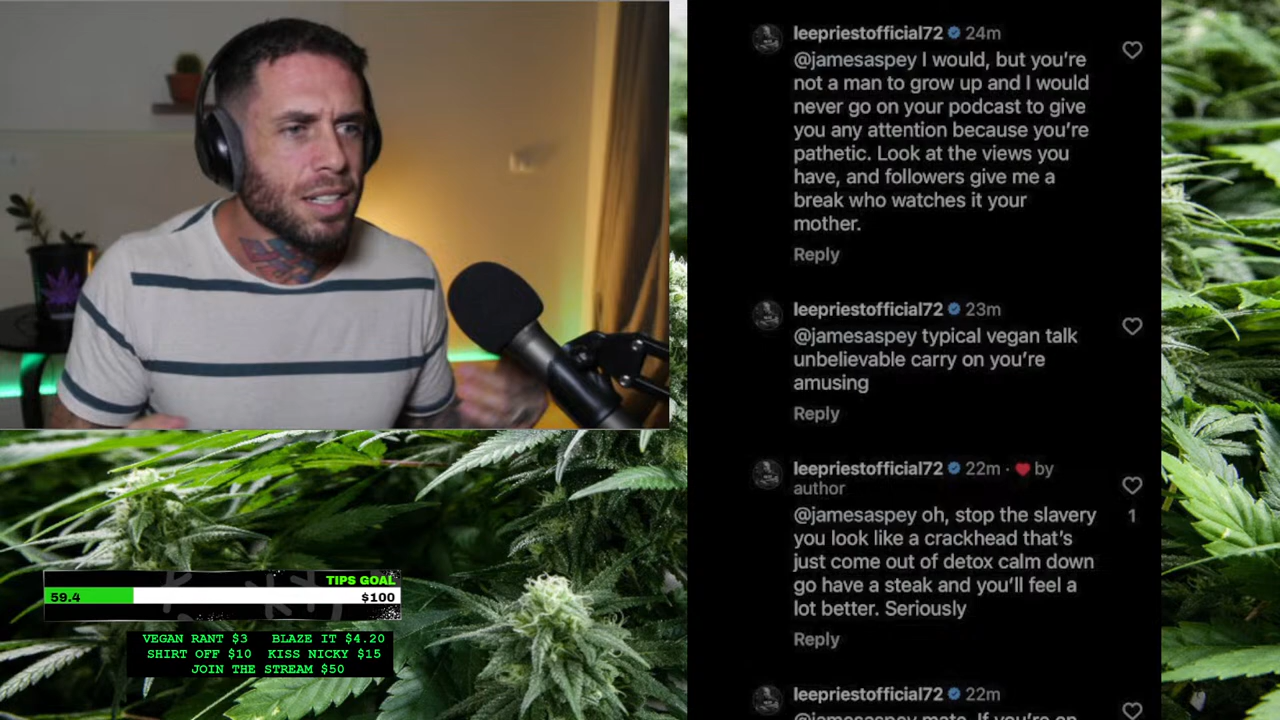 leepriestofficial72 24m
@jamesaspey I would, but you're
not a man to grow up and I would
never go on your podcast to give
you any attention because you're
pathetic. Look at the views you
have, and followers give me a
break who watches it your
mother.
Reply
leepriestofficial72 23m
@jamesaspey typical vegan talk
unbelievable carry on you're
amusing
Reply
leepriestofficial72 22m · ❤ by
author
1
@jamesaspey oh, stop the slavery
you look like a crackhead that's
just come out of detox calm down
go have a steak and you'll feel a
lot better. Seriously
Reply
leepriestofficial72 22m
@jamesaspey mate. If you're on
TIPS GOAL
59.4 $100
VEGAN RANT $3 BLAZE IT $4.20
SHIRT OFF $10 KISS NICKY $15
JOIN THE STREAM $50